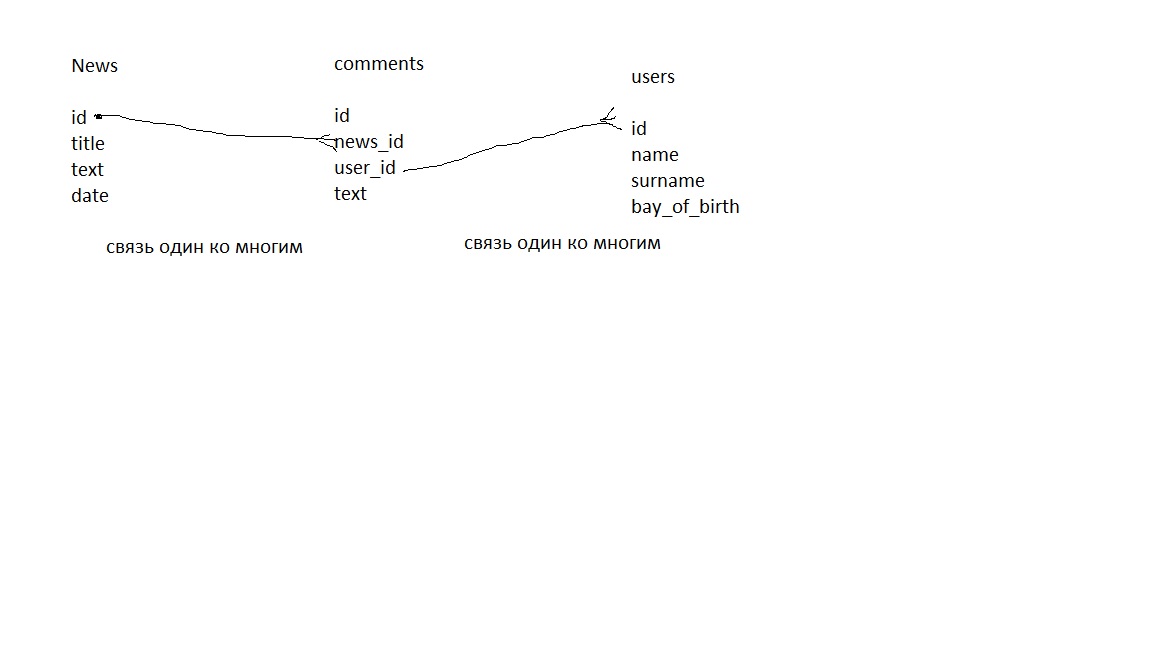 News
id
title
text
date
comments
id
news_id
user_id
text
users
id
name
surname
bay_of_birth
связь один ко многим
связь один ко многим